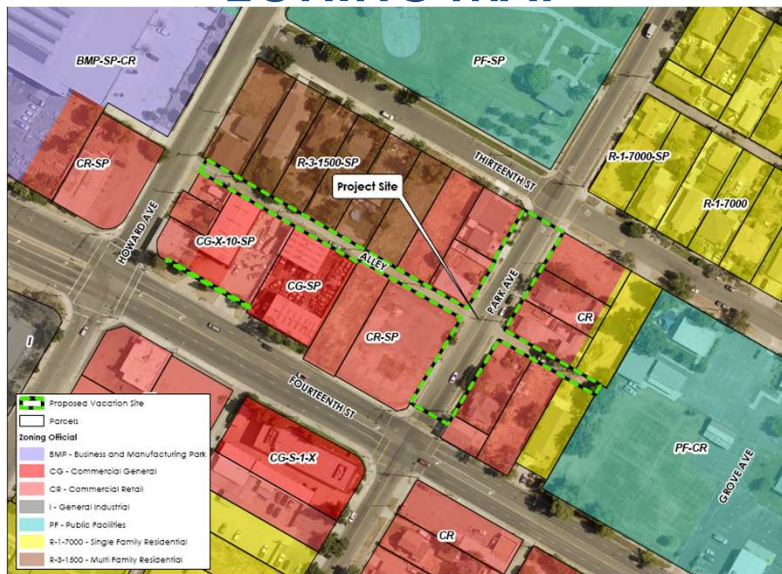 ZONING MAP
BMP-SP-CR
PF-SP
CR-SP
R-3-1500-SP
R-1-7000-SP
THIRTEENTH ST
Project Site
R-1-7000
HOWARD AVE
CG-X-10-SP
ALLEY
PARK AVE
CG-SP
CR
CR-SP
I
FOURTEENTH ST
PF-CR
GROVE AVE
CG-S-1-X
CR
Proposed Vacation Site
Parcels
Zoning Official
BMP - Business and Manufacturing Park
CG - Commercial General
CR - Commercial Retail
I - General Industrial
PF - Public Facilities
R-1-7000 - Single Family Residential
R-3-1500 - Multi Family Residential